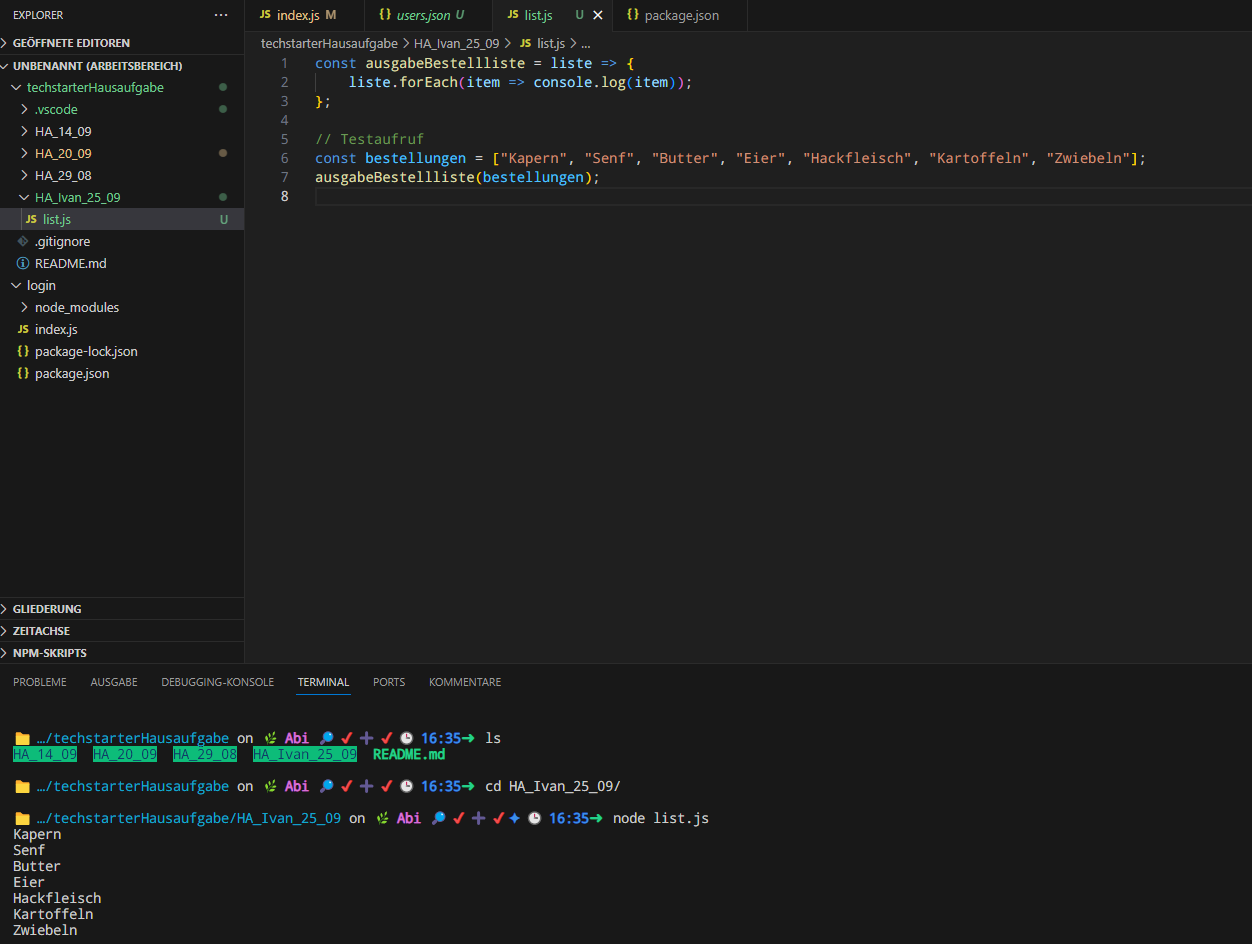 EXPLORER ···
GEÖFFNETE EDITOREN
UNBENANNT (ARBEITSBEREICH)
techstarterHausaufgabe
.vscode
HA_14_09
HA_20_09
HA_29_08
HA_Ivan_25_09
JS list.js U
.gitignore
README.md
login
node_modules
JS index.js
{} package-lock.json
{} package.json
GLIEDERUNG
ZEITACHSE
NPM-SKRIPTS
JS index.js M {} users.json U JS list.js U {} package.json
techstarterHausaufgabe > HA_Ivan_25_09 > JS list.js > ...
1 const ausgabeBestellliste = liste => {
2     liste.forEach(item => console.log(item));
3 };
4
5 // Testaufruf
6 const bestellungen = ["Kapern", "Senf", "Butter", "Eier", "Hackfleisch", "Kartoffeln", "Zwiebeln"];
7 ausgabeBestellliste(bestellungen);
8
PROBLEME AUSGABE DEBUGGING-KONSOLE TERMINAL PORTS KOMMENTARE
📁 …/techstarterHausaufgabe on 🌿 Abi 🔎 ✔ ➕ ✔ 🕒 16:35➜ ls
HA_14_09 HA_20_09 HA_29_08 HA_Ivan_25_09 README.md
📁 …/techstarterHausaufgabe on 🌿 Abi 🔎 ✔ ➕ ✔ 🕒 16:35➜ cd HA_Ivan_25_09/
📁 …/techstarterHausaufgabe/HA_Ivan_25_09 on 🌿 Abi 🔎 ✔ ➕ ✔ ✦ 🕒 16:35➜ node list.js
Kapern
Senf
Butter
Eier
Hackfleisch
Kartoffeln
Zwiebeln